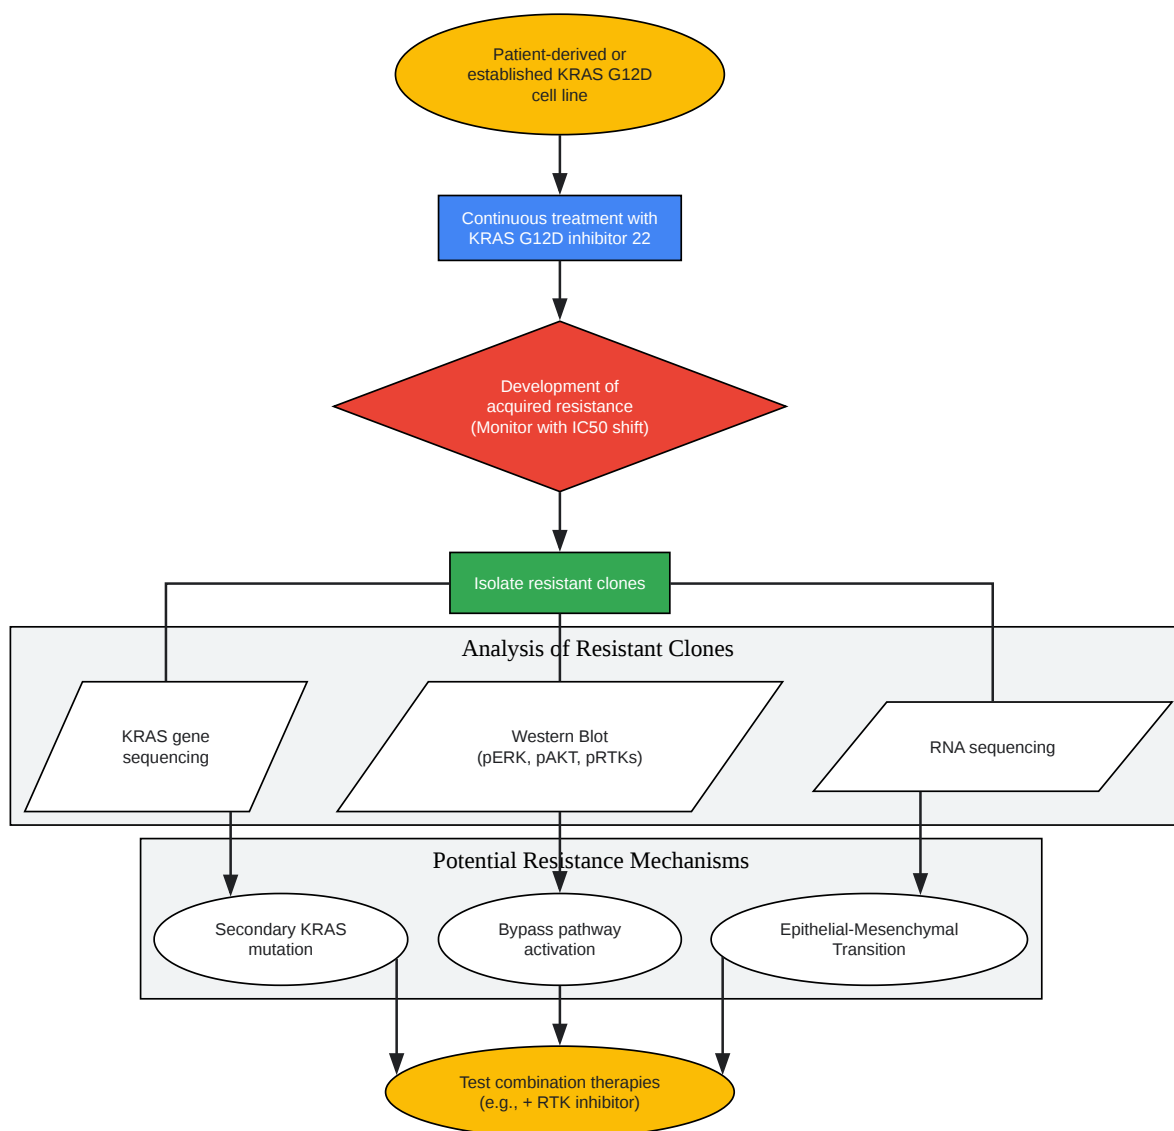 Patient-derived or
established KRAS G12D
cell line
Continuous treatment with
KRAS G12D inhibitor 22
Development of
acquired resistance
(Monitor with IC50 shift)
Isolate resistant clones
Analysis of Resistant Clones
KRAS gene
sequencing
Western Blot
(pERK, pAKT, pRTKs)
RNA sequencing
Potential Resistance Mechanisms
Secondary KRAS
mutation
Bypass pathway
activation
Epithelial-Mesenchymal
Transition
Test combination therapies
(e.g., + RTK inhibitor)